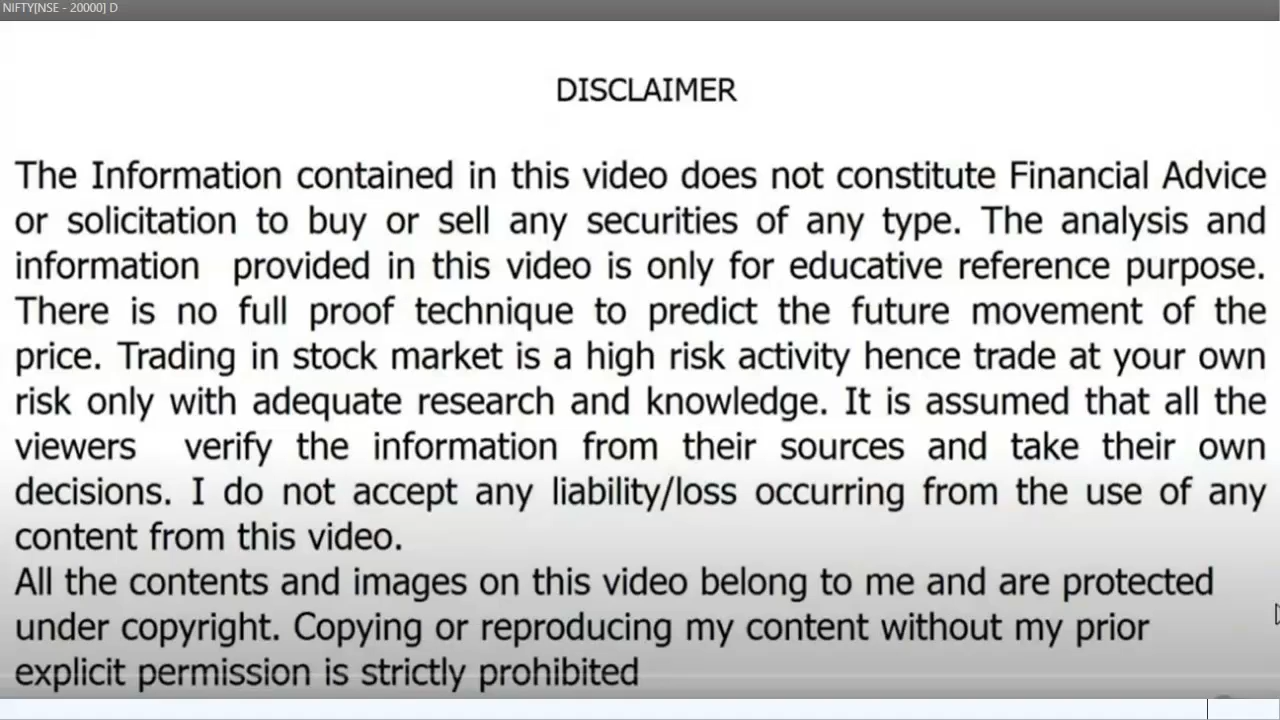 NIFTY[NSE - 20000] D
DISCLAIMER
The Information contained in this video does not constitute Financial Advice
or solicitation to buy or sell any securities of any type. The analysis and
information provided in this video is only for educative reference purpose.
There is no full proof technique to predict the future movement of the
price. Trading in stock market is a high risk activity hence trade at your own
risk only with adequate research and knowledge. It is assumed that all the
viewers verify the information from their sources and take their own
decisions. I do not accept any liability/loss occurring from the use of any
content from this video.
All the contents and images on this video belong to me and are protected
under copyright. Copying or reproducing my content without my prior
explicit permission is strictly prohibited